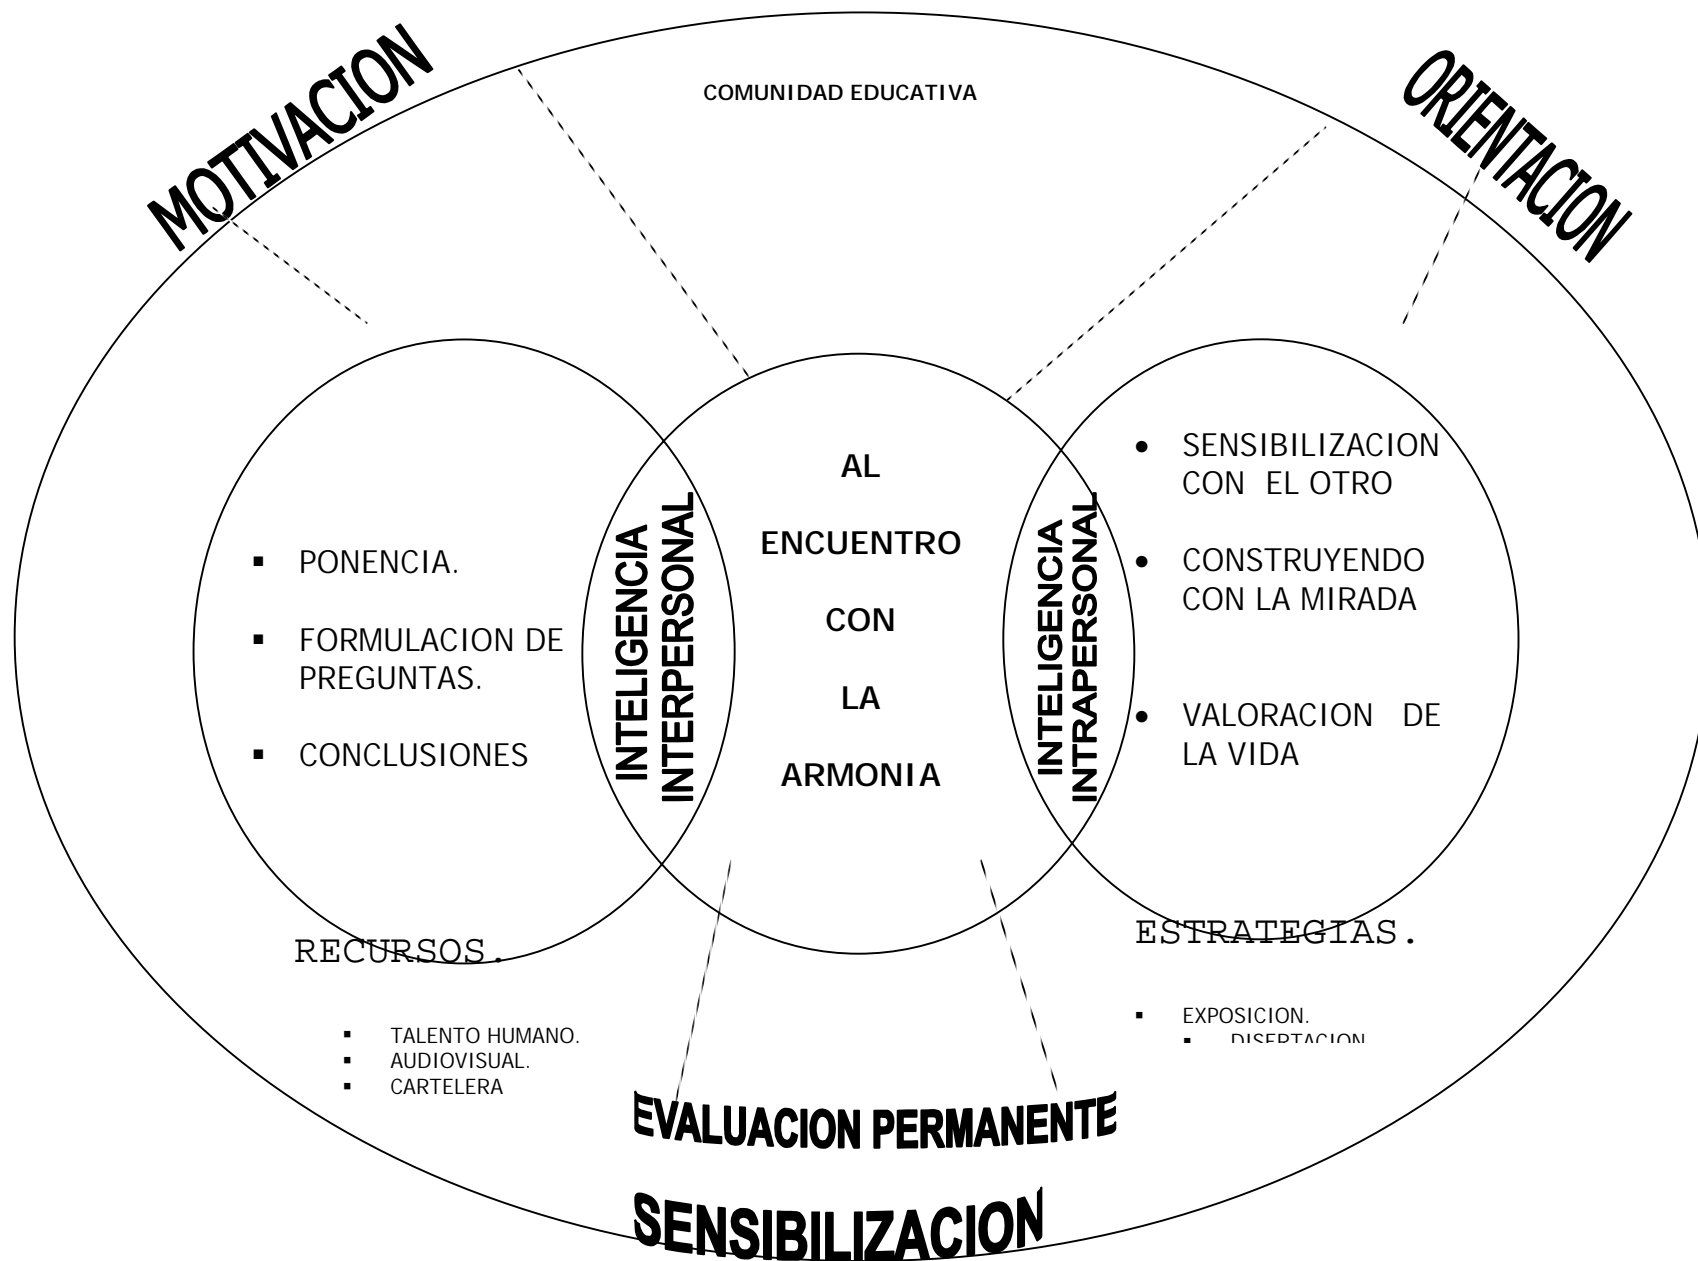 MOTIVACION
ORIENTACION
COMUNIDAD EDUCATIVA
▪ PONENCIA.
▪ FORMULACION DE
PREGUNTAS.
▪ CONCLUSIONES
INTELIGENCIA
INTERPERSONAL
AL
ENCUENTRO
CON
LA
ARMONIA
INTELIGENCIA
INTRAPERSONAL
• SENSIBILIZACION
CON EL OTRO
• CONSTRUYENDO
CON LA MIRADA
• VALORACION DE
LA VIDA
RECURSOS.
▪ TALENTO HUMANO.
▪ AUDIOVISUAL.
▪ CARTELERA
ESTRATEGIAS.
▪ EXPOSICION.
▪ DISERTACION
EVALUACION PERMANENTE
SENSIBILIZACION